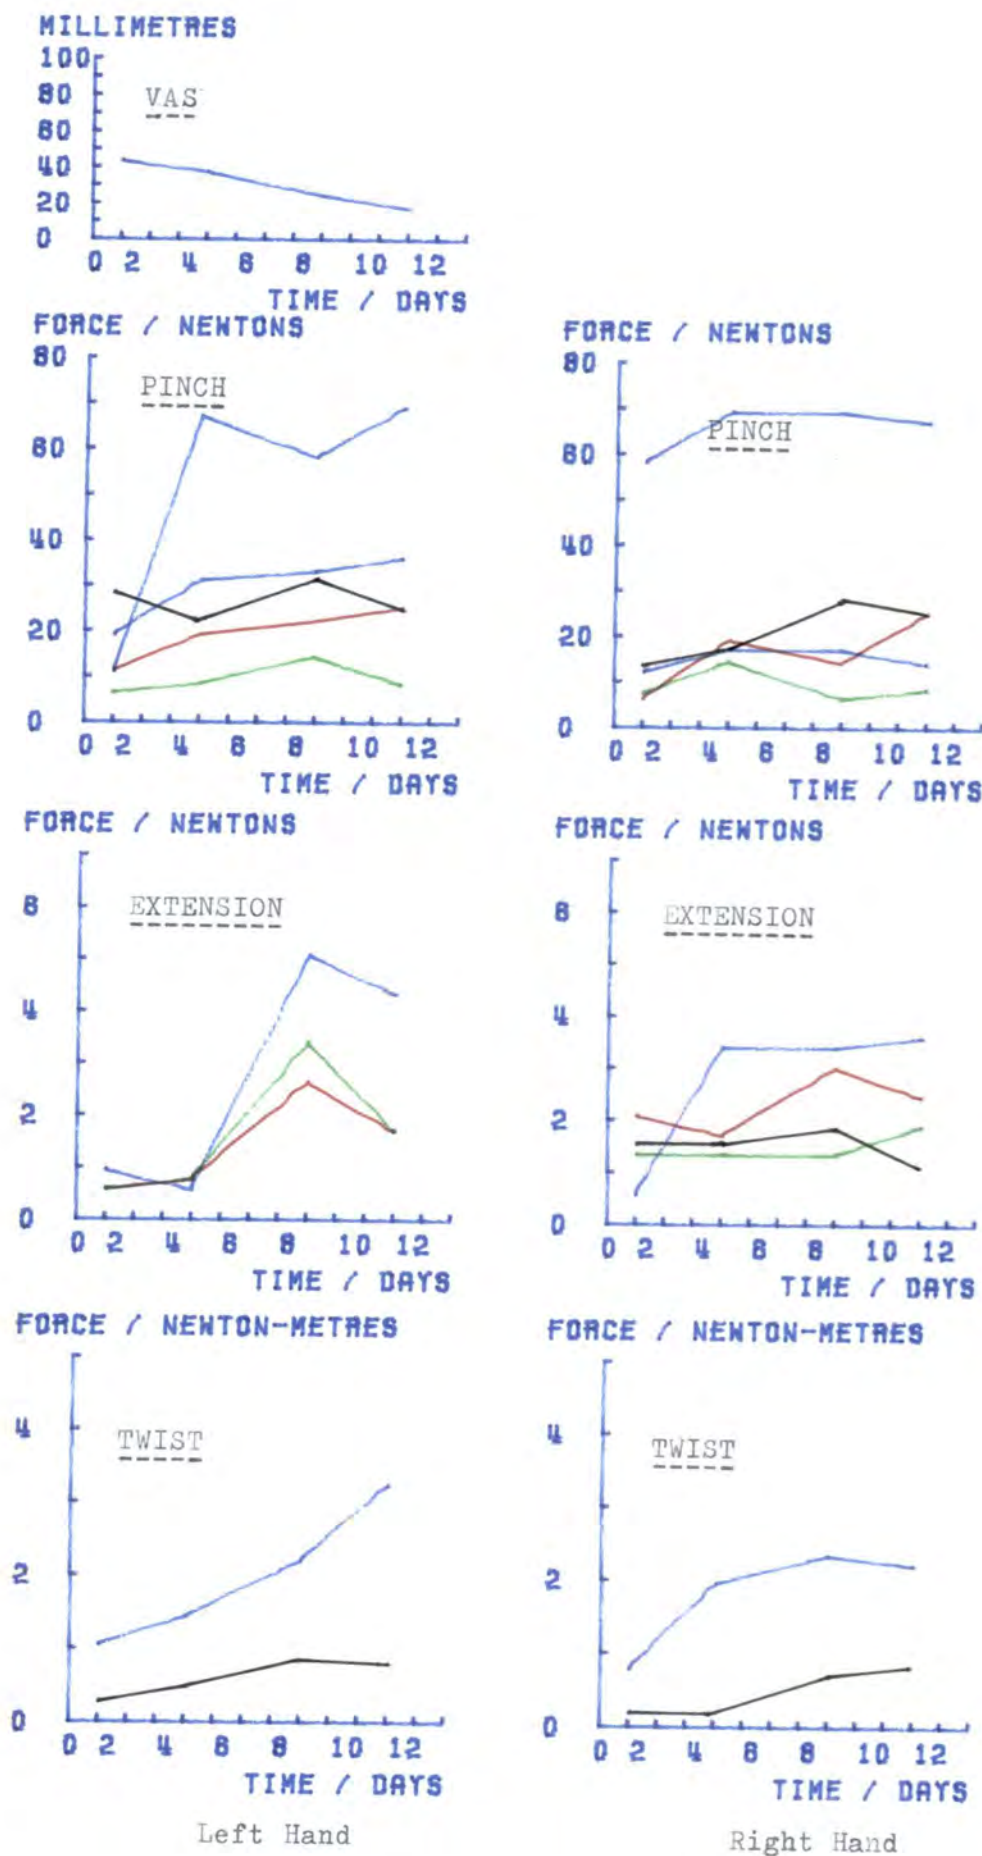 MILLIMETRES
100
80
60
40
20
0
VAS
0 2 4 6 8 10 12
TIME / DAYS
FORCE / NEWTONS
80
60
40
20
0
PINCH
0 2 4 6 8 10 12
TIME / DAYS
FORCE / NEWTONS
80
60
40
20
0
PINCH
0 2 4 6 8 10 12
TIME / DAYS
FORCE / NEWTONS
6
4
2
0
EXTENSION
0 2 4 6 8 10 12
TIME / DAYS
FORCE / NEWTONS
6
4
2
0
EXTENSION
0 2 4 6 8 10 12
TIME / DAYS
FORCE / NEWTON-METRES
4
2
0
TWIST
0 2 4 6 8 10 12
TIME / DAYS
Left Hand
FORCE / NEWTON-METRES
4
2
0
TWIST
0 2 4 6 8 10 12
TIME / DAYS
Right Hand